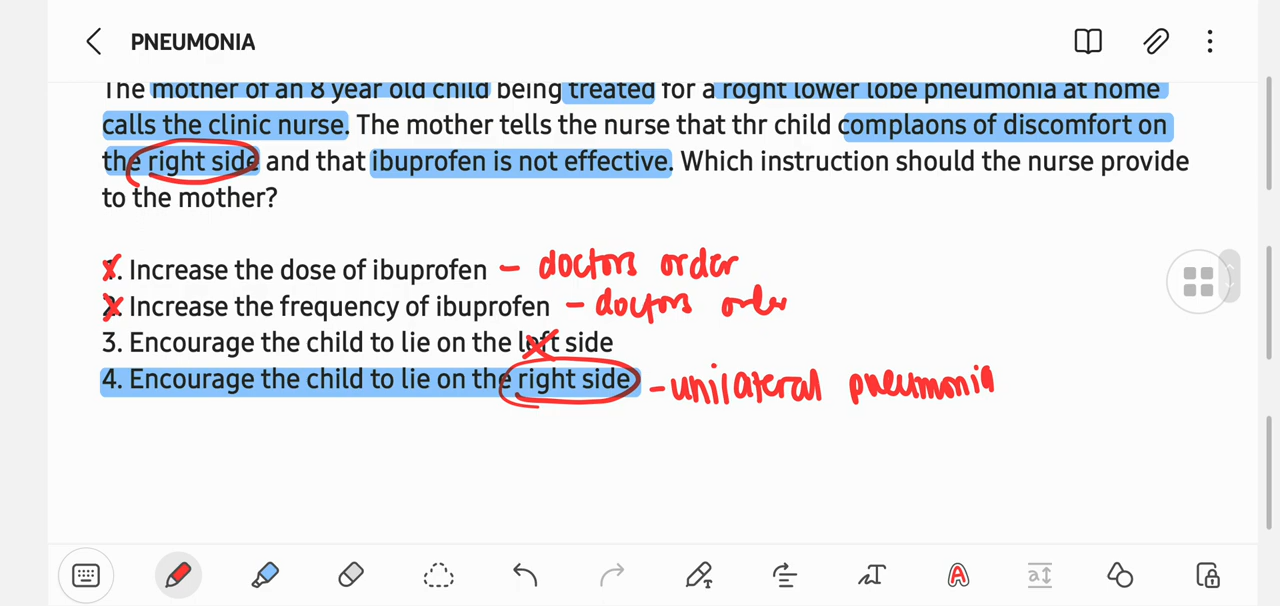 PNEUMONIA
The mother of an 8 year old child being treated for a roght lower lobe pneumonia at home
calls the clinic nurse. The mother tells the nurse that thr child complaons of discomfort on
the right side and that ibuprofen is not effective. Which instruction should the nurse provide
to the mother?
1. Increase the dose of ibuprofen - doctors order
2. Increase the frequency of ibuprofen - doctors order
3. Encourage the child to lie on the left side
4. Encourage the child to lie on the right side - unilateral pneumonia